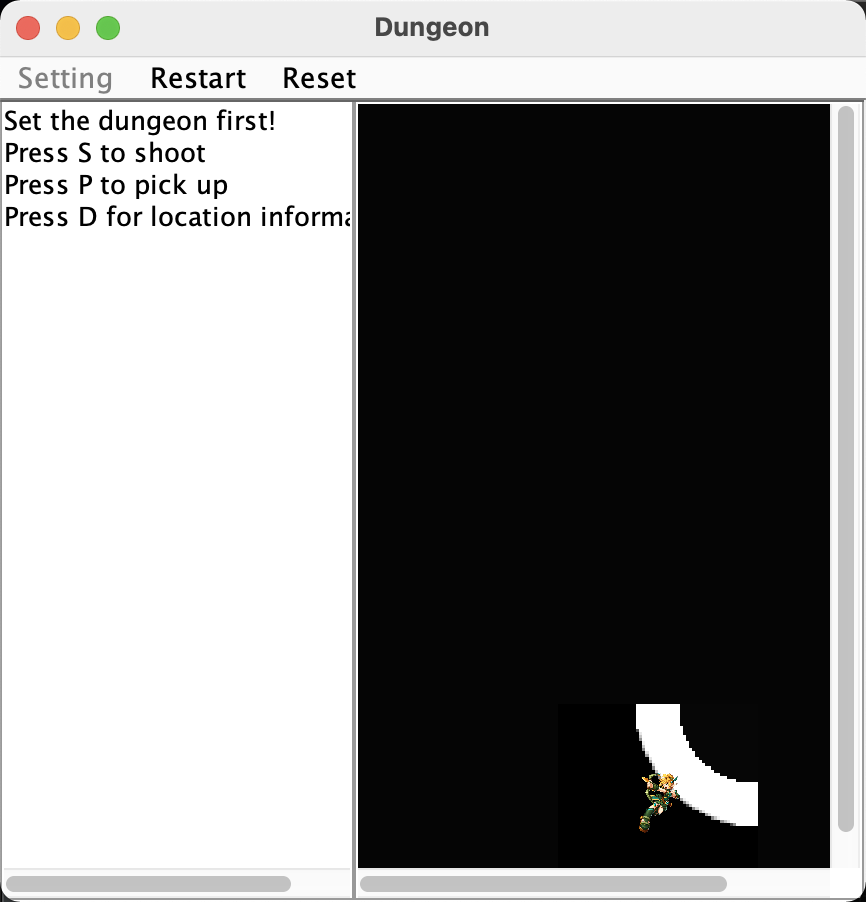 Dungeon
Setting Restart Reset
Set the dungeon first!
Press S to shoot
Press P to pick up
Press D for location informa